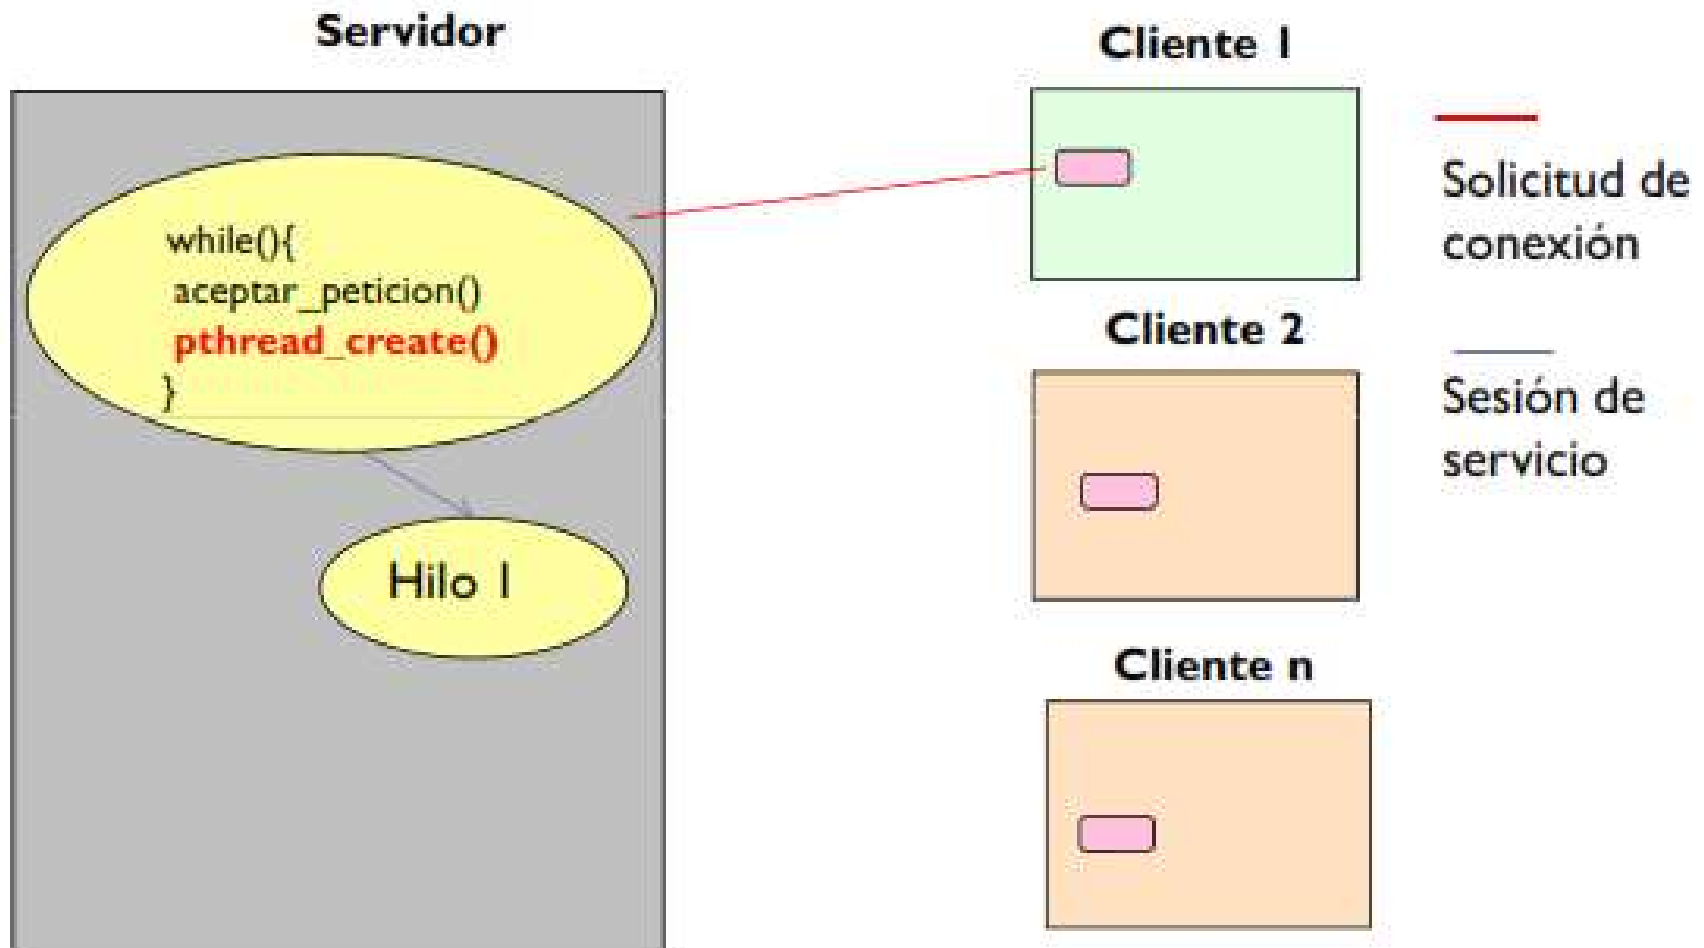 Servidor
while(){
aceptar_peticion()
pthread_create()
}
Hilo 1
Cliente 1
Cliente 2
Cliente n
Solicitud de
conexión
Sesión de
servicio